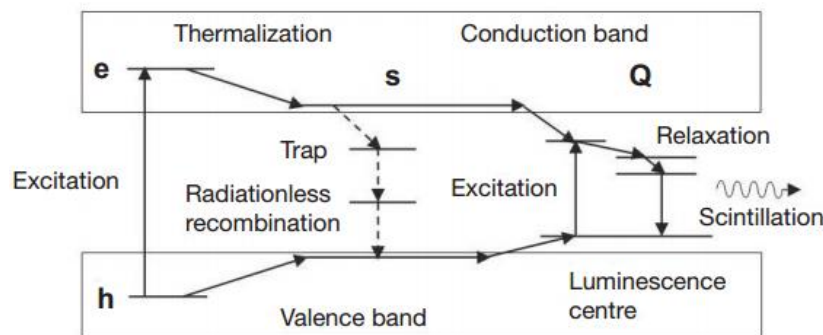 Thermalization
Conduction band
e
s
Q
Relaxation
Trap
Excitation
Radiationless
recombination
Excitation
Scintillation
h
Luminescence
centre
Valence band